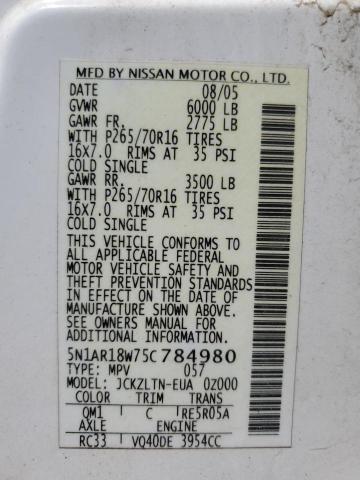 MFD BY NISSAN MOTOR CO., LTD.
DATE 08/05
GVWR 6000 LB
GAWR FR. 2775 LB
WITH P265/70R16 TIRES
16X7.0 RIMS AT 35 PSI
COLD SINGLE
GAWR RR. 3500 LB
WITH P265/70R16 TIRES
16X7.0 RIMS AT 35 PSI
COLD SINGLE
THIS VEHICLE CONFORMS TO
ALL APPLICABLE FEDERAL
MOTOR VEHICLE SAFETY AND
THEFT PREVENTION STANDARDS
IN EFFECT ON THE DATE OF
MANUFACTURE SHOWN ABOVE.
SEE OWNERS MANUAL FOR
ADDITIONAL INFORMATION.
5N1AR18W75C784980
TYPE: MPV 057
MODEL: JCKZLTN-EUA 0Z000
COLOR TRIM TRANS
QM1 C RE5R05A
AXLE ENGINE
RC33 VQ40DE 3954CC